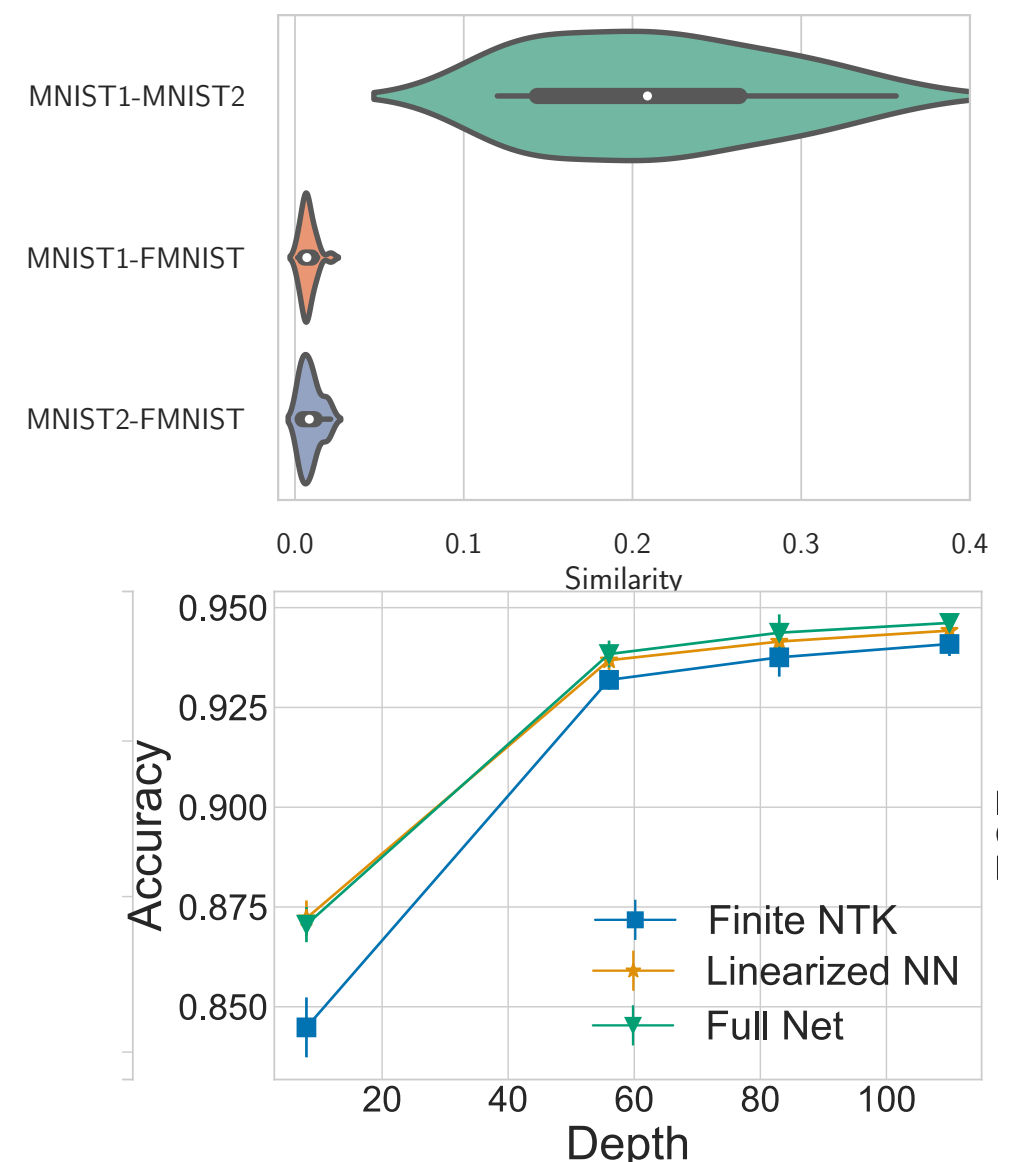 MNIST1-MNIST2
MNIST1-FMNIST
MNIST2-FMNIST
0.0 0.1 0.2 0.3 0.4
Similarity
0.950
0.925
0.900
0.875
0.850
Accuracy
Finite NTK
Linearized NN
Full Net
20 40 60 80 100
Depth